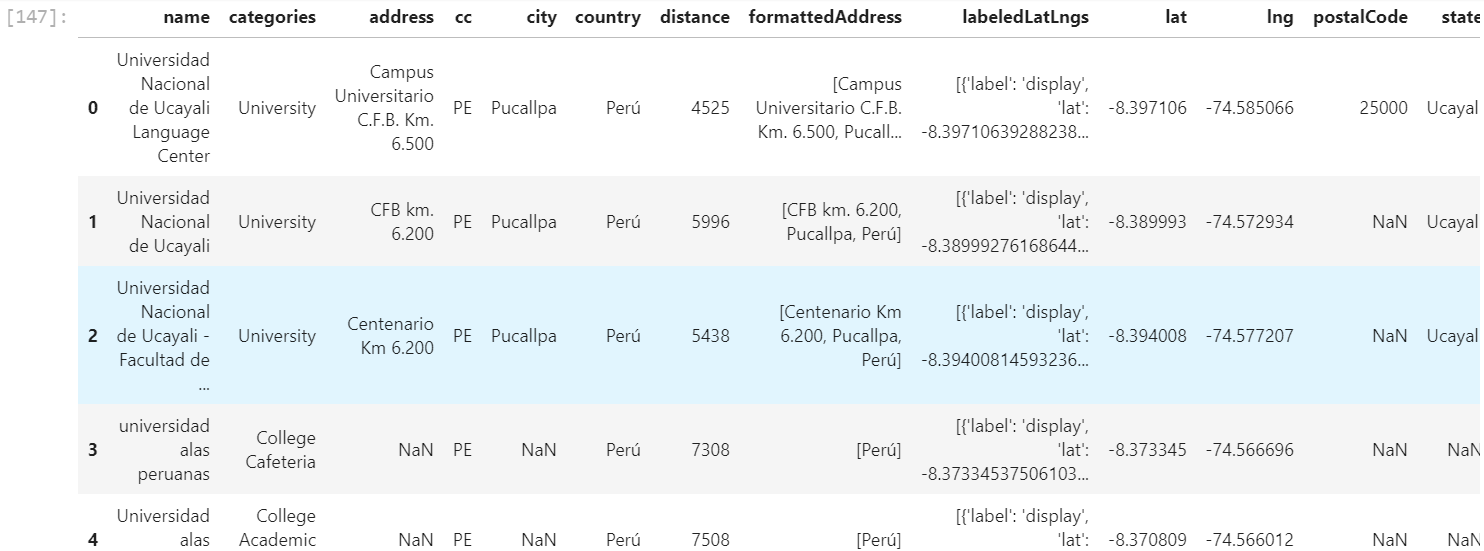 [147]:
name categories address cc city country distance formattedAddress labeledLatLngs lat lng postalCode state
0 Universidad Nacional de Ucayali Language Center University Campus Universitario C.F.B. Km. 6.500 PE Pucallpa Perú 4525 [Campus Universitario C.F.B. Km. 6.500, Pucall... [{'label': 'display', 'lat': -8.39710639288238... -8.397106 -74.585066 25000 Ucayal
1 Universidad Nacional de Ucayali University CFB km. 6.200 PE Pucallpa Perú 5996 [CFB km. 6.200, Pucallpa, Perú] [{'label': 'display', 'lat': -8.38999276168644... -8.389993 -74.572934 NaN Ucayal
2 Universidad Nacional de Ucayali - Facultad de ... University Centenario Km 6.200 PE Pucallpa Perú 5438 [Centenario Km 6.200, Pucallpa, Perú] [{'label': 'display', 'lat': -8.39400814593236... -8.394008 -74.577207 NaN Ucayal
3 universidad alas peruanas College Cafeteria NaN PE NaN Perú 7308 [Perú] [{'label': 'display', 'lat': -8.37334537506103... -8.373345 -74.566696 NaN NaN
4 Universidad alas College Academic NaN PE NaN Perú 7508 [Perú] [{'label': 'display', 'lat': -8.370809 -74.566012 NaN NaN